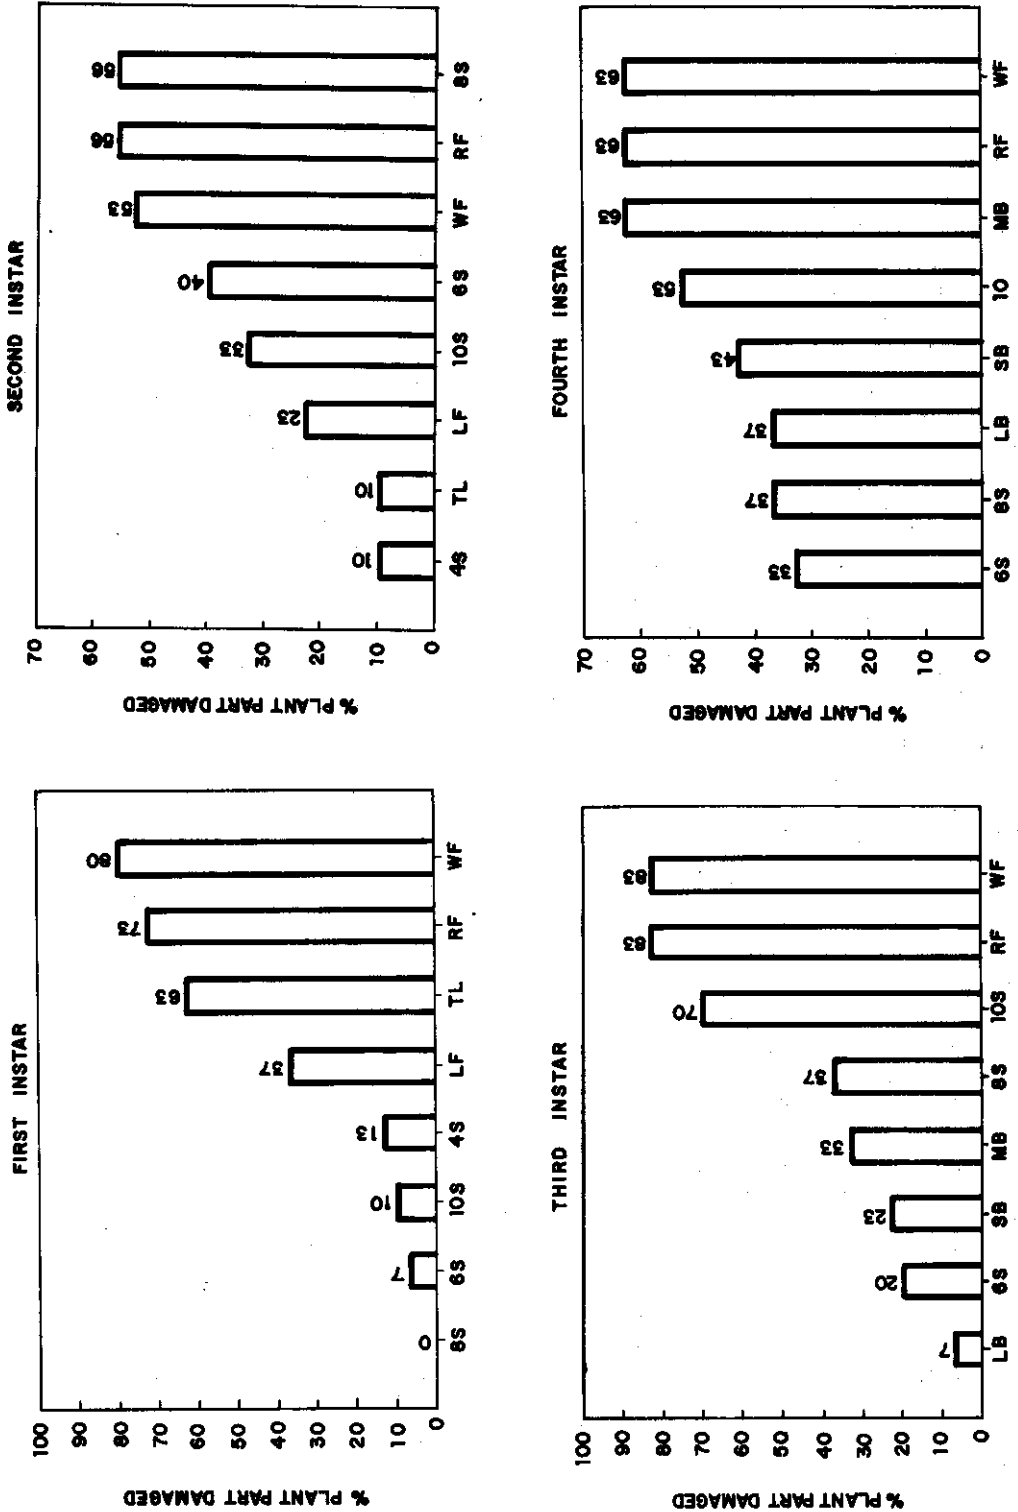 FIRST INSTAR
% PLANT PART DAMAGED
100
90
80
70
60
50
40
30
20
10
0
0 7 10 13 37 63 73 80
8S 6S 10S 4S LF TL RF WF
SECOND INSTAR
% PLANT PART DAMAGED
70
60
50
40
30
20
10
0
10 10 23 33 40 53 56 56
4S TL LF 10S 6S WF RF 8S
THIRD INSTAR
% PLANT PART DAMAGED
100
90
80
70
60
50
40
30
20
10
0
7 20 23 33 37 70 83 83
LB 6S SB MB 8S 10S RF WF
FOURTH INSTAR
% PLANT PART DAMAGED
70
60
50
40
30
20
10
0
33 37 37 43 53 63 63 63
6S 8S LB SB 10 MB RF WF